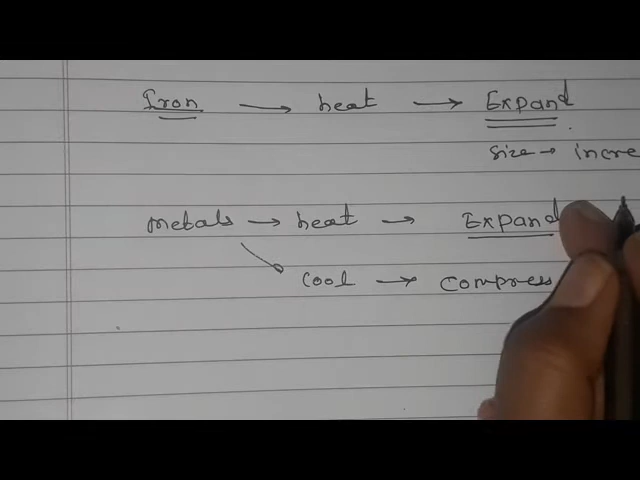 Iron → heat → Expand
size → incre
metals → heat → Expand
cool → compress